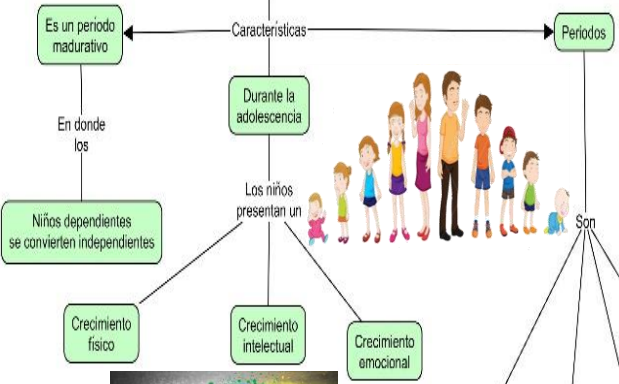 Es un periodo
madurativo
Características
Periodos
Durante la
adolescencia
En donde
los
Los niños
presentan un
Niños dependientes
se convierten independientes
Son
Crecimiento
físico
Crecimiento
intelectual
Crecimiento
emocional